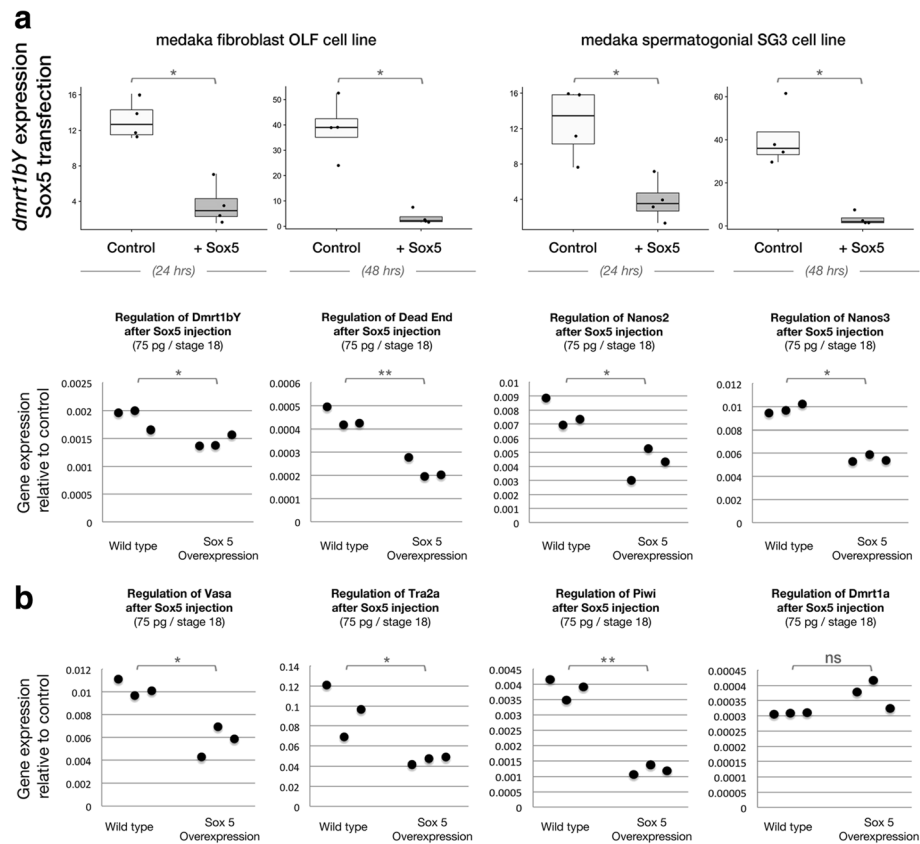 a
medaka fibroblast OLF cell line
medaka spermatogonial SG3 cell line
dmrt1bY expression
Sox5 transfection
*
*
*
*
16
12
8
4
50
40
30
20
10
0
16
12
8
4
60
40
20
0
Control
+ Sox5
Control
+ Sox5
Control
+ Sox5
Control
+ Sox5
(24 hrs)
(48 hrs)
(24 hrs)
(48 hrs)
Regulation of Dmrt1bY
after Sox5 injection
(75 pg / stage 18)
Regulation of Dead End
after Sox5 injection
(75 pg / stage 18)
Regulation of Nanos2
after Sox5 injection
(75 pg / stage 18)
Regulation of Nanos3
after Sox5 injection
(75 pg / stage 18)
Gene expression
relative to control
*
**
*
*
0.0025
0.002
0.0015
0.001
0.0005
0
0.0006
0.0005
0.0004
0.0003
0.0002
0.0001
0
0.01
0.009
0.008
0.007
0.006
0.005
0.004
0.003
0.002
0.001
0
0.012
0.01
0.008
0.006
0.004
0.002
0
Wild type
Sox 5
Overexpression
Wild type
Sox 5
Overexpression
Wild type
Sox 5
Overexpression
Wild type
Sox 5
Overexpression
b
Regulation of Vasa
after Sox5 injection
(75 pg / stage 18)
Regulation of Tra2a
after Sox5 injection
(75 pg / stage 18)
Regulation of Piwi
after Sox5 injection
(75 pg / stage 18)
Regulation of Dmrt1a
after Sox5 injection
(75 pg / stage 18)
Gene expression
relative to control
*
*
**
ns
0.012
0.01
0.008
0.006
0.004
0.002
0
0.14
0.12
0.1
0.08
0.06
0.04
0.02
0
0.0045
0.004
0.0035
0.003
0.0025
0.002
0.0015
0.001
0.0005
0
0.00045
0.0004
0.00035
0.0003
0.00025
0.0002
0.00015
0.0001
0.00005
0
Wild type
Sox 5
Overexpression
Wild type
Sox 5
Overexpression
Wild type
Sox 5
Overexpression
Wild type
Sox 5
Overexpression